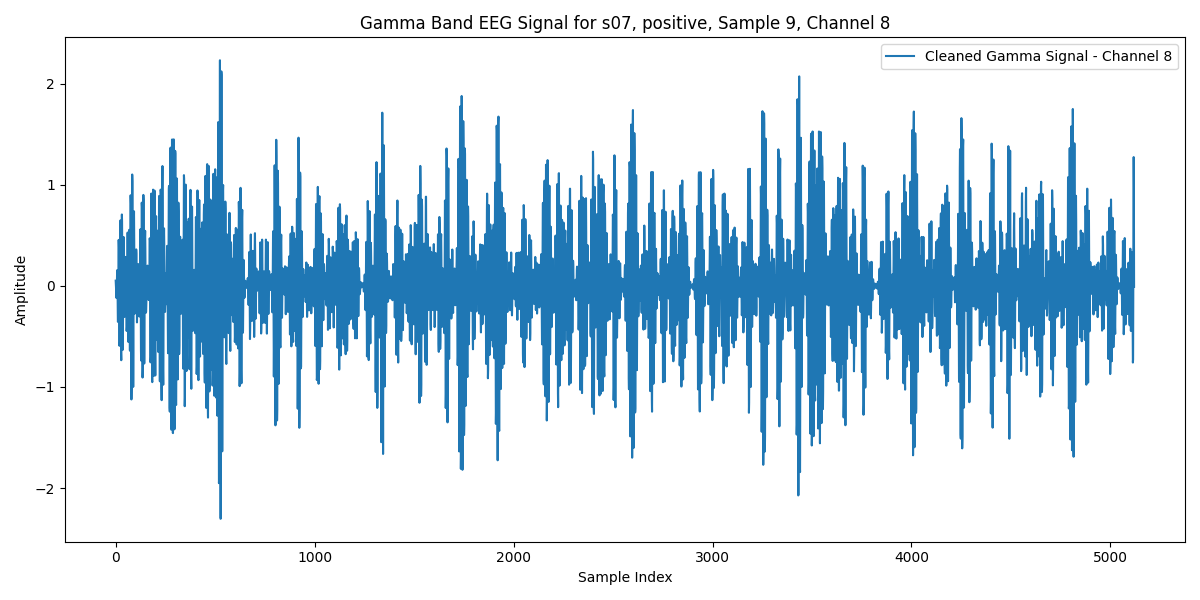 Gamma Band EEG Signal for s07, positive, Sample 9, Channel 8
Cleaned Gamma Signal - Channel 8
2
1
0
−1
−2
Amplitude
0 1000 2000 3000 4000 5000
Sample Index